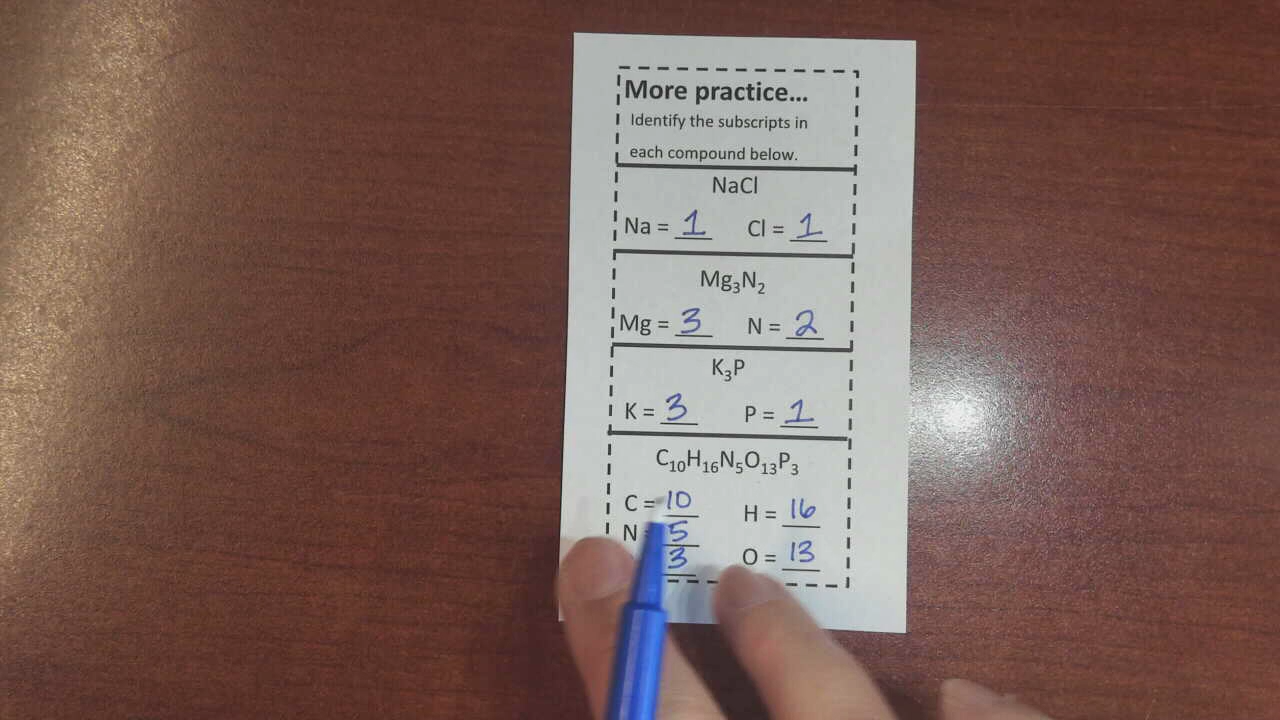 More practice...
Identify the subscripts in
each compound below.
NaCl
Na = 1 Cl = 1
Mg₃N₂
Mg = 3 N = 2
K₃P
K = 3 P = 1
C₁₀H₁₆N₅O₁₃P₃
C = 10 H = 16
N 5
3 O = 13